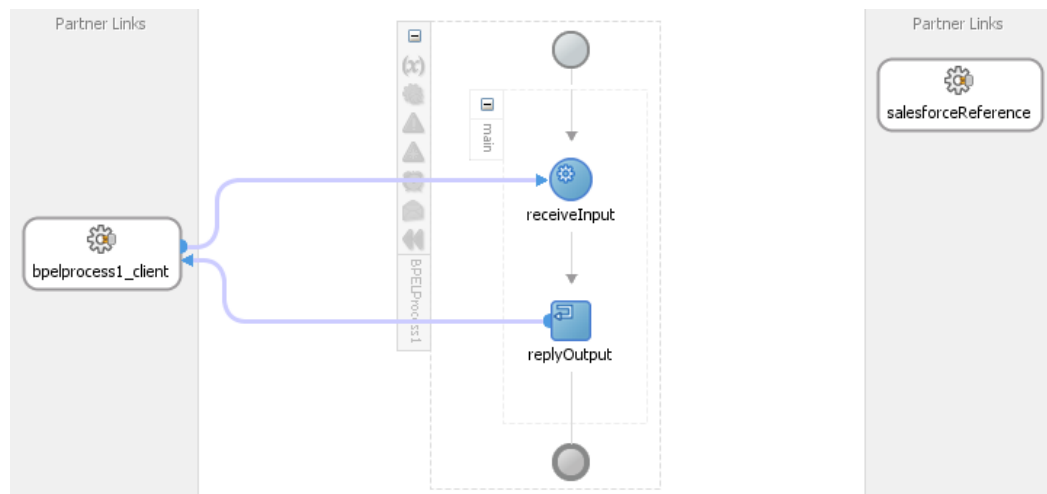 Partner Links
Partner Links
(x)
salesforceReference
main
receiveInput
bpelprocess1_client
BPELProcess1
replyOutput